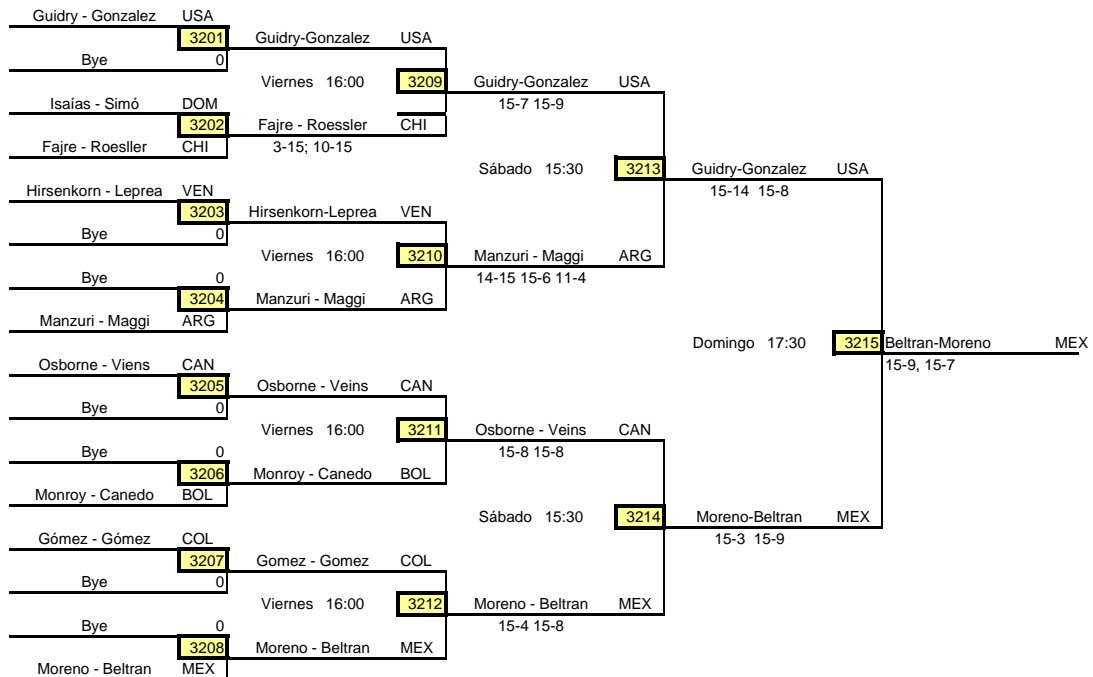 Guidry - Gonzalez USA
3201 Guidry-Gonzalez USA
Bye 0
Viernes 16:00 3209 Guidry-Gonzalez USA
Isaías - Simó DOM 15-7 15-9
3202 Fajre - Roessler CHI
Fajre - Roesller CHI 3-15; 10-15
Sábado 15:30 3213 Guidry-Gonzalez USA
Hirsenkorn - Leprea VEN 15-14 15-8
3203 Hirsenkorn-Leprea VEN
Bye 0
Viernes 16:00 3210 Manzuri - Maggi ARG
Bye 0 14-15 15-6 11-4
3204 Manzuri - Maggi ARG
Manzuri - Maggi ARG
Domingo 17:30 3215 Beltran-Moreno MEX
Osborne - Viens CAN 15-9, 15-7
3205 Osborne - Veins CAN
Bye 0
Viernes 16:00 3211 Osborne - Veins CAN
Bye 0 15-8 15-8
3206 Monroy - Canedo BOL
Monroy - Canedo BOL
Sábado 15:30 3214 Moreno-Beltran MEX
Gómez - Gómez COL 15-3 15-9
3207 Gomez - Gomez COL
Bye 0
Viernes 16:00 3212 Moreno - Beltran MEX
Bye 0 15-4 15-8
3208 Moreno - Beltran MEX
Moreno - Beltran MEX